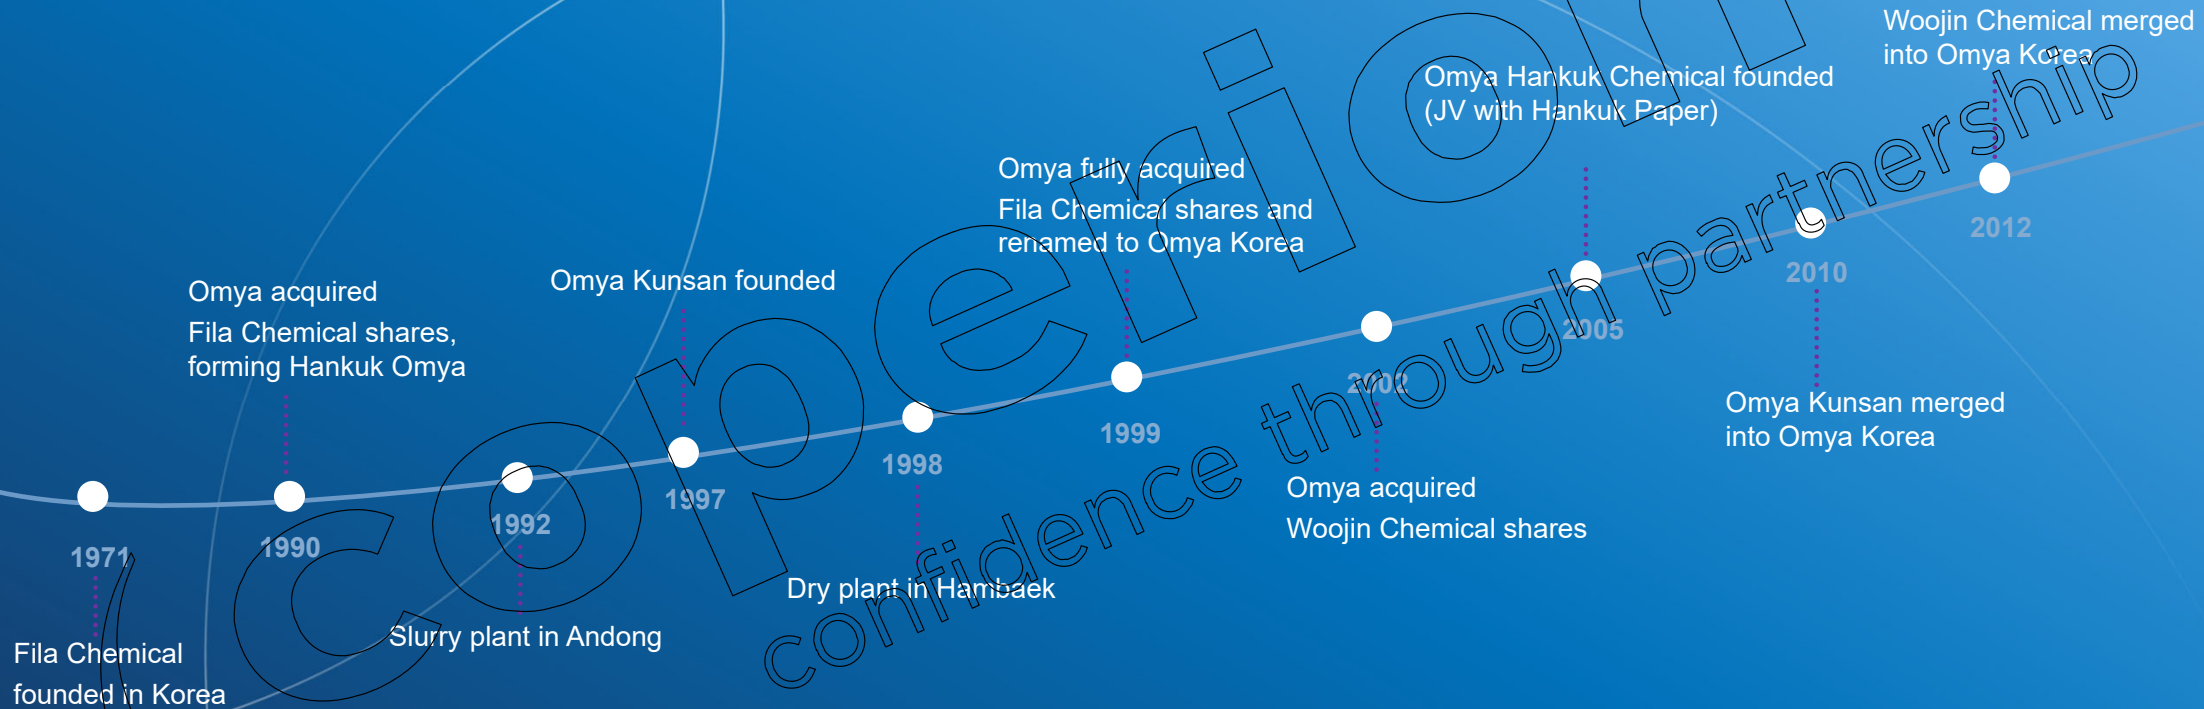 1971
Fila Chemical
founded in Korea
Omya acquired
Fila Chemical shares,
forming Hankuk Omya
1990
1992
Slurry plant in Andong
Omya Kunsan founded
1997
1998
Dry plant in Hambaek
Omya fully acquired
Fila Chemical shares and
renamed to Omya Korea
1999
2002
Omya acquired
Woojin Chemical shares
Omya Hankuk Chemical founded
(JV with Hankuk Paper)
2005
2010
Omya Kunsan merged
into Omya Korea
Woojin Chemical merged
into Omya Korea
2012
coperion
confidence through partnership